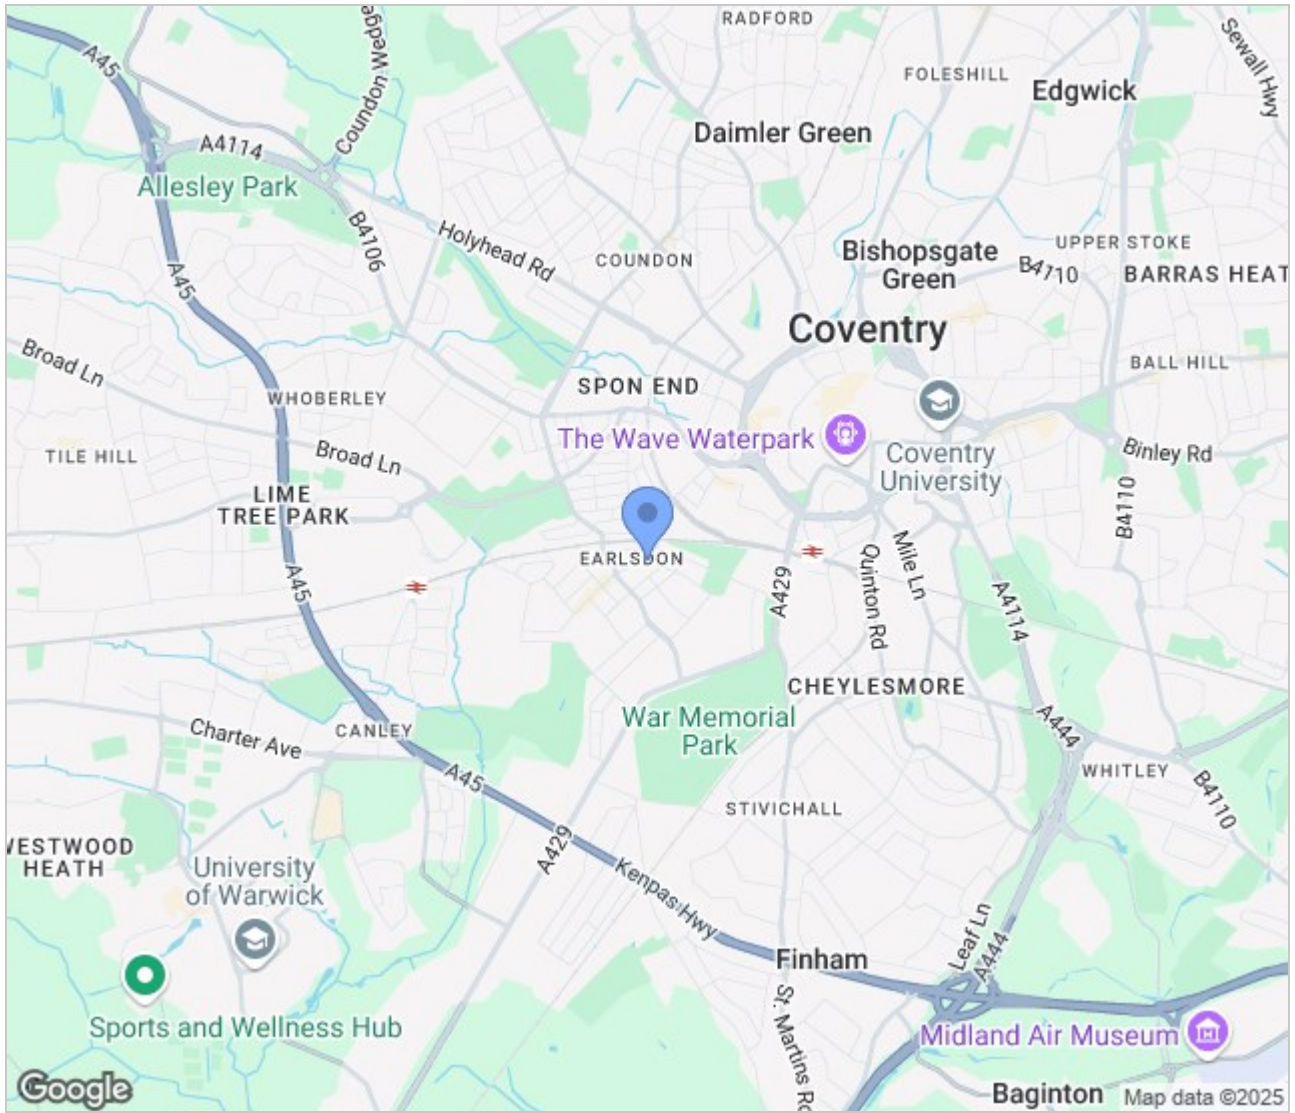 RADFORD
Coundon Wedge
Sewall Hwy
A45
FOLESHILL
Edgwick
Daimler Green
A4114
Allesley Park
B4106
Holyhead Rd
COUNDON
Bishopsgate
Green
UPPER STOKE
B4110
BARRAS HEAT
A45
Coventry
Broad Ln
BALL HILL
SPON END
WHOBERLEY
The Wave Waterpark
Coventry
University
Binley Rd
TILE HILL
Broad Ln
LIME
TREE PARK
B4110
EARLSDON
Mile Ln
Quinton Rd
A429
A45
A4114
CHEYLESMORE
War Memorial
Park
Charter Ave
CANLEY
A444
WHITLEY
A45
B4110
STIVICHALL
WESTWOOD
HEATH
A429
University
of Warwick
Kenpas Hwy
Leaf Ln
A444
Finham
St. Martins Rd
Sports and Wellness Hub
Midland Air Museum
Baginton
Google
Map data ©2025